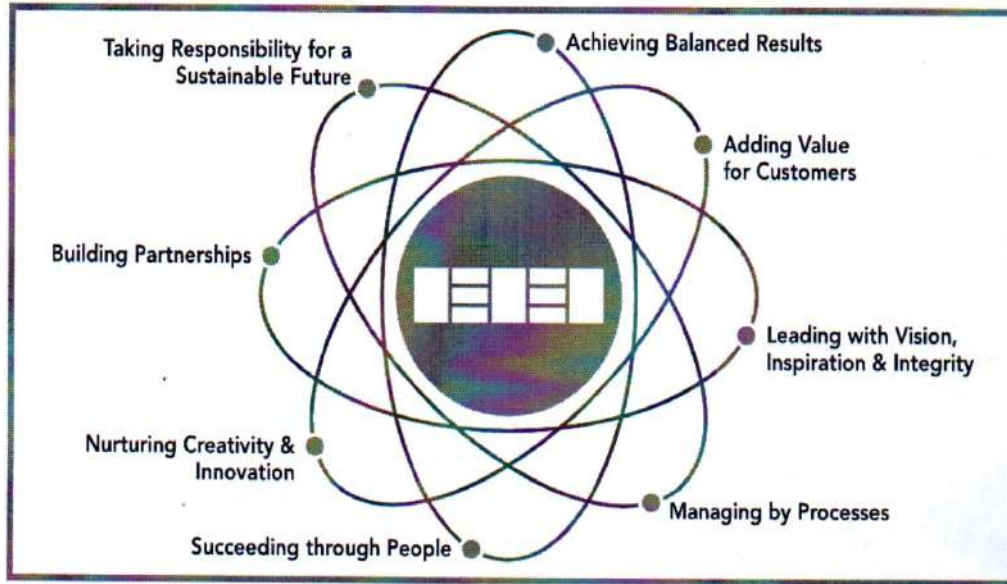 Achieving Balanced Results
Taking Responsibility for a
Sustainable Future
Adding Value
for Customers
Building Partnerships
Leading with Vision,
Inspiration & Integrity
Nurturing Creativity &
Innovation
Managing by Processes
Succeeding through People